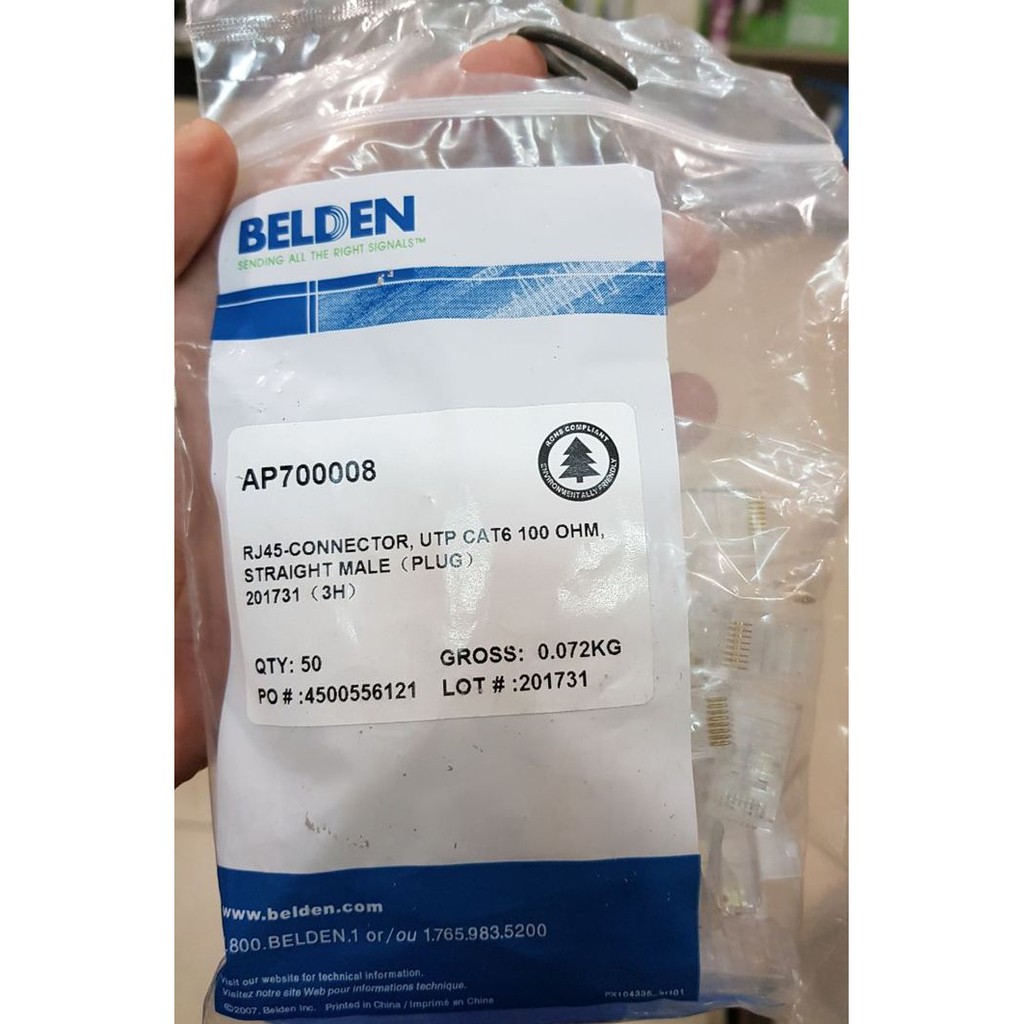 BELDEN
SENDING ALL THE RIGHT SIGNALS™
ROHS COMPLIANT
ENVIRONMENTALLY FRIENDLY
AP700008
RJ45-CONNECTOR, UTP CAT6 100 OHM,
STRAIGHT MALE（PLUG）
201731（3H）
QTY: 50 GROSS: 0.072KG
PO # :4500556121 LOT # :201731
www.belden.com
.800.BELDEN.1 or/ou 1.765.983.5200
Visit our website for technical information.
Visitez notre site Web pour informations technique.
©2007, Belden Inc. Printed in China / Imprimé en China